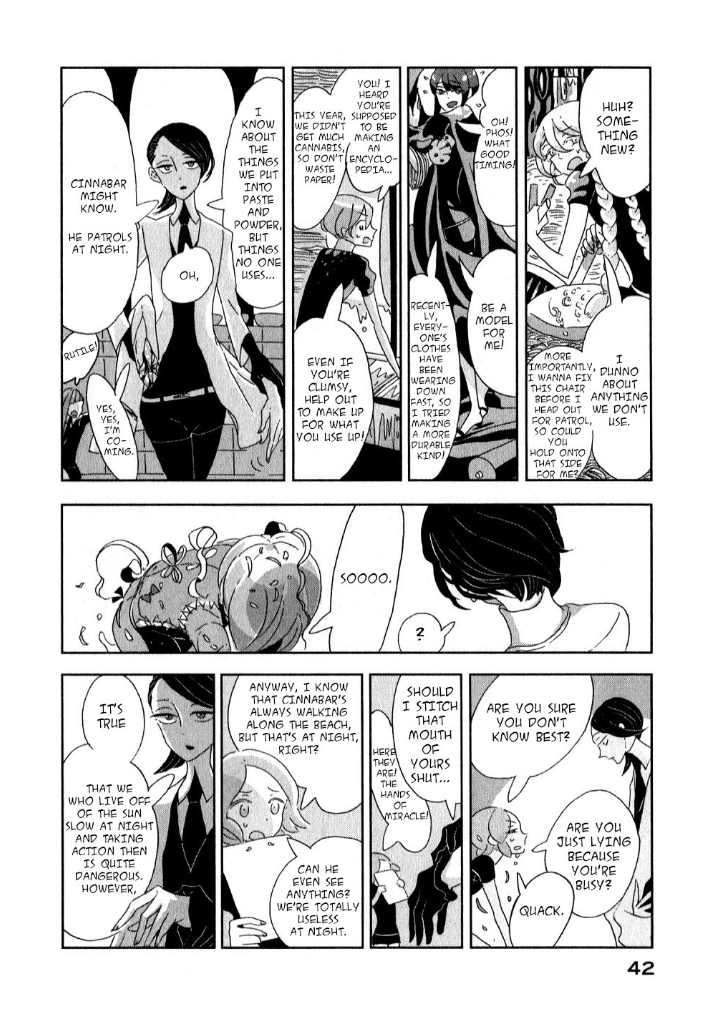 HUH?
SOME-
THING
NEW?
I
DUNNO
ABOUT
ANYTHING
WE DON'T
USE.
MORE
IMPORTANTLY,
I WANNA FIX
THIS CHAIR
BEFORE I
HEAD OUT
FOR PATROL,
SO COULD
YOU
HOLD ONTO
THAT SIDE
FOR ME?
OH!
PHOS!
WHAT
GOOD
TIMING!
BE A
MODEL
FOR
ME!
RECENT-
LY,
EVERY-
ONE'S
CLOTHES
HAVE
BEEN
WEARING
DOWN
FAST, SO
I TRIED
MAKING
A MORE
DURABLE
KIND!
YOU! I
HEARD
YOU'RE
SUPPOSED
TO BE
MAKING
AN
ENCYCLO-
PEDIA...
THIS YEAR,
WE DIDN'T
GET MUCH
CANNABIS,
SO DON'T
WASTE
PAPER!
EVEN IF
YOU'RE
CLUMSY,
HELP OUT
TO MAKE UP
FOR WHAT
YOU USE UP!
I
KNOW
ABOUT
THE
THINGS
WE PUT
INTO
PASTE
AND
POWDER,
BUT
THINGS
NO ONE
USES...
OH,
CINNABAR
MIGHT
KNOW.
HE PATROLS
AT NIGHT.
RUTILE!
YES,
YES,
I'M
CO-
MING.
?
SOOOO.
ARE YOU SURE
YOU DON'T
KNOW BEST?
ARE YOU
JUST LYING
BECAUSE
YOU'RE
BUSY?
QUACK.
SHOULD
I STITCH
THAT
MOUTH
OF
YOURS
SHUT...
HERE
THEY
ARE!
THE
HANDS
OF
MIRACLE!
ANYWAY, I KNOW
THAT CINNABAR'S
ALWAYS WALKING
ALONG THE BEACH,
BUT THAT'S AT NIGHT,
RIGHT?
CAN HE
EVEN SEE
ANYTHING?
WE'RE TOTALLY
USELESS
AT NIGHT.
IT'S
TRUE
THAT WE
WHO LIVE OFF
OF THE SUN
SLOW AT NIGHT
AND TAKING
ACTION THEN
IS QUITE
DANGEROUS.
HOWEVER,
42